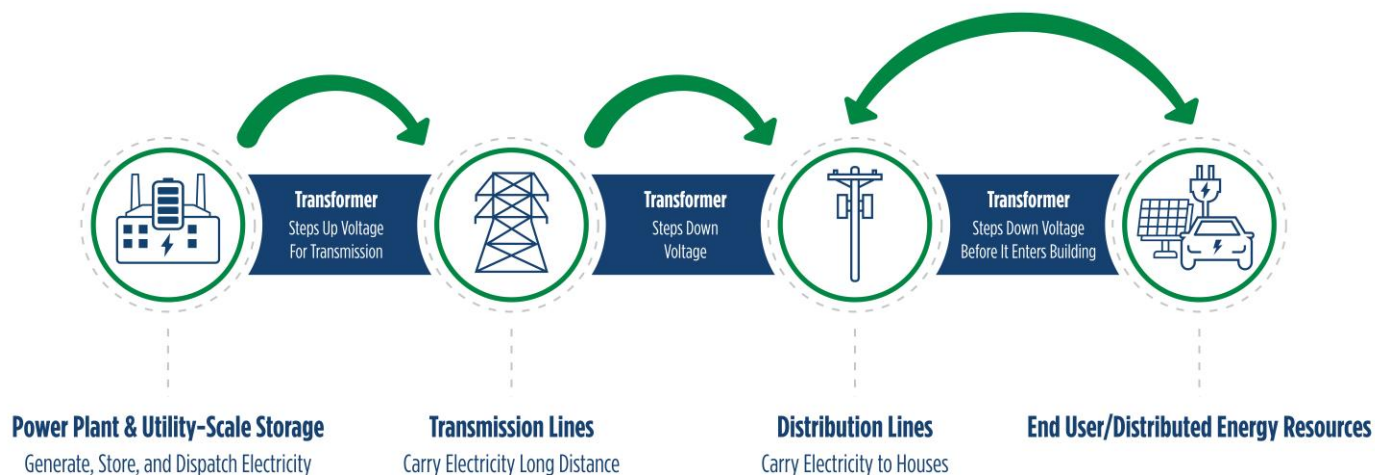 Transformer
Steps Up Voltage
For Transmission
Transformer
Steps Down
Voltage
Transformer
Steps Down Voltage
Before It Enters Building
Power Plant & Utility-Scale Storage
Generate, Store, and Dispatch Electricity
Transmission Lines
Carry Electricity Long Distance
Distribution Lines
Carry Electricity to Houses
End User/Distributed Energy Resources